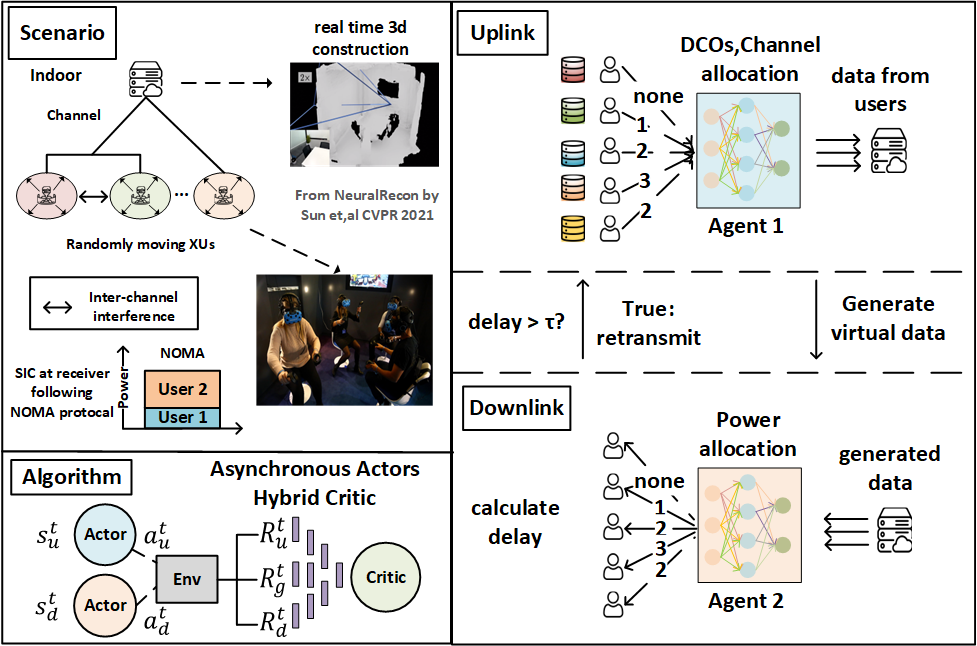 Scenario
real time 3d
construction
Indoor
Channel
2×
...
From NeuralRecon by
Sun et,al CVPR 2021
Randomly moving XUs
Inter-channel
interference
NOMA
SIC at receiver
following
NOMA protocal
Power
User 2
User 1
Algorithm
Asynchronous Actors
Hybrid Critic
s_u^t
Actor
a_u^t
s_d^t
Actor
a_d^t
Env
R_u^t
R_g^t
R_d^t
Critic
Uplink
DCOs,Channel
allocation
none
1
2
3
2
Agent 1
data from
users
delay > τ?
True:
retransmit
Generate
virtual data
Downlink
Power
allocation
none
1
2
3
2
Agent 2
calculate
delay
generated
data